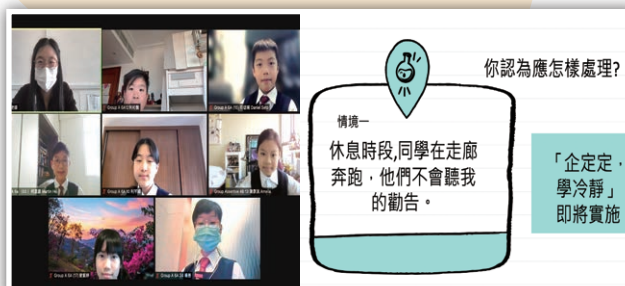 你認為應怎樣處理?
情境一
休息時段,同學在走廊
奔跑，他們不會聽我
的勸告。
「企定定，
學冷靜」
即將實施